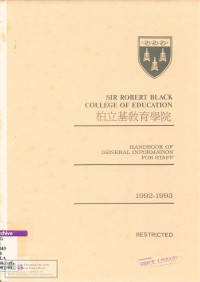 SIR ROBERT BLACK
COLLEGE OF EDUCATION
柏立基教育學院
HANDBOOK OF
GENERAL INFORMATION
FOR STAFF
1992-1993
RESTRICTED